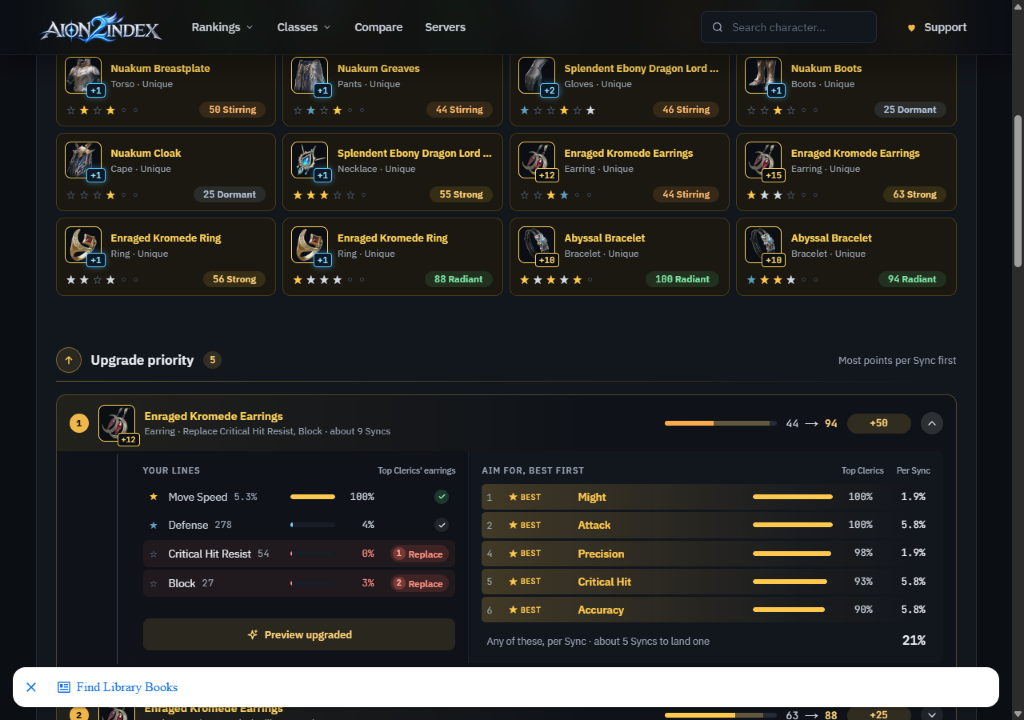 AION2INDEX Rankings Classes Compare Servers Search character... Support
Nuakum Breastplate
Torso · Unique
+1
50 Stirring
Nuakum Greaves
Pants · Unique
+1
44 Stirring
Splendent Ebony Dragon Lord ...
Gloves · Unique
+2
46 Stirring
Nuakum Boots
Boots · Unique
+1
25 Dormant
Nuakum Cloak
Cape · Unique
+1
25 Dormant
Splendent Ebony Dragon Lord ...
Necklace · Unique
+1
55 Strong
Enraged Kromede Earrings
Earring · Unique
+12
44 Stirring
Enraged Kromede Earrings
Earring · Unique
+15
63 Strong
Enraged Kromede Ring
Ring · Unique
+1
56 Strong
Enraged Kromede Ring
Ring · Unique
+1
88 Radiant
Abyssal Bracelet
Bracelet · Unique
+10
100 Radiant
Abyssal Bracelet
Bracelet · Unique
+10
94 Radiant
Upgrade priority 5 Most points per Sync first
1 Enraged Kromede Earrings
Earring · Replace Critical Hit Resist, Block · about 9 Syncs
+12
44 → 94 +50
YOUR LINES Top Clerics' earrings
Move Speed 5.3% 100%
Defense 278 4%
Critical Hit Resist 54 0% 1 Replace
Block 27 3% 2 Replace
Preview upgraded
AIM FOR, BEST FIRST Top Clerics Per Sync
1 BEST Might 100% 1.9%
2 BEST Attack 100% 5.8%
4 BEST Precision 98% 1.9%
5 BEST Critical Hit 93% 5.8%
6 BEST Accuracy 90% 5.8%
Any of these, per Sync · about 5 Syncs to land one 21%
Find Library Books
2 Enraged Kromede Earrings 63 → 88 +25